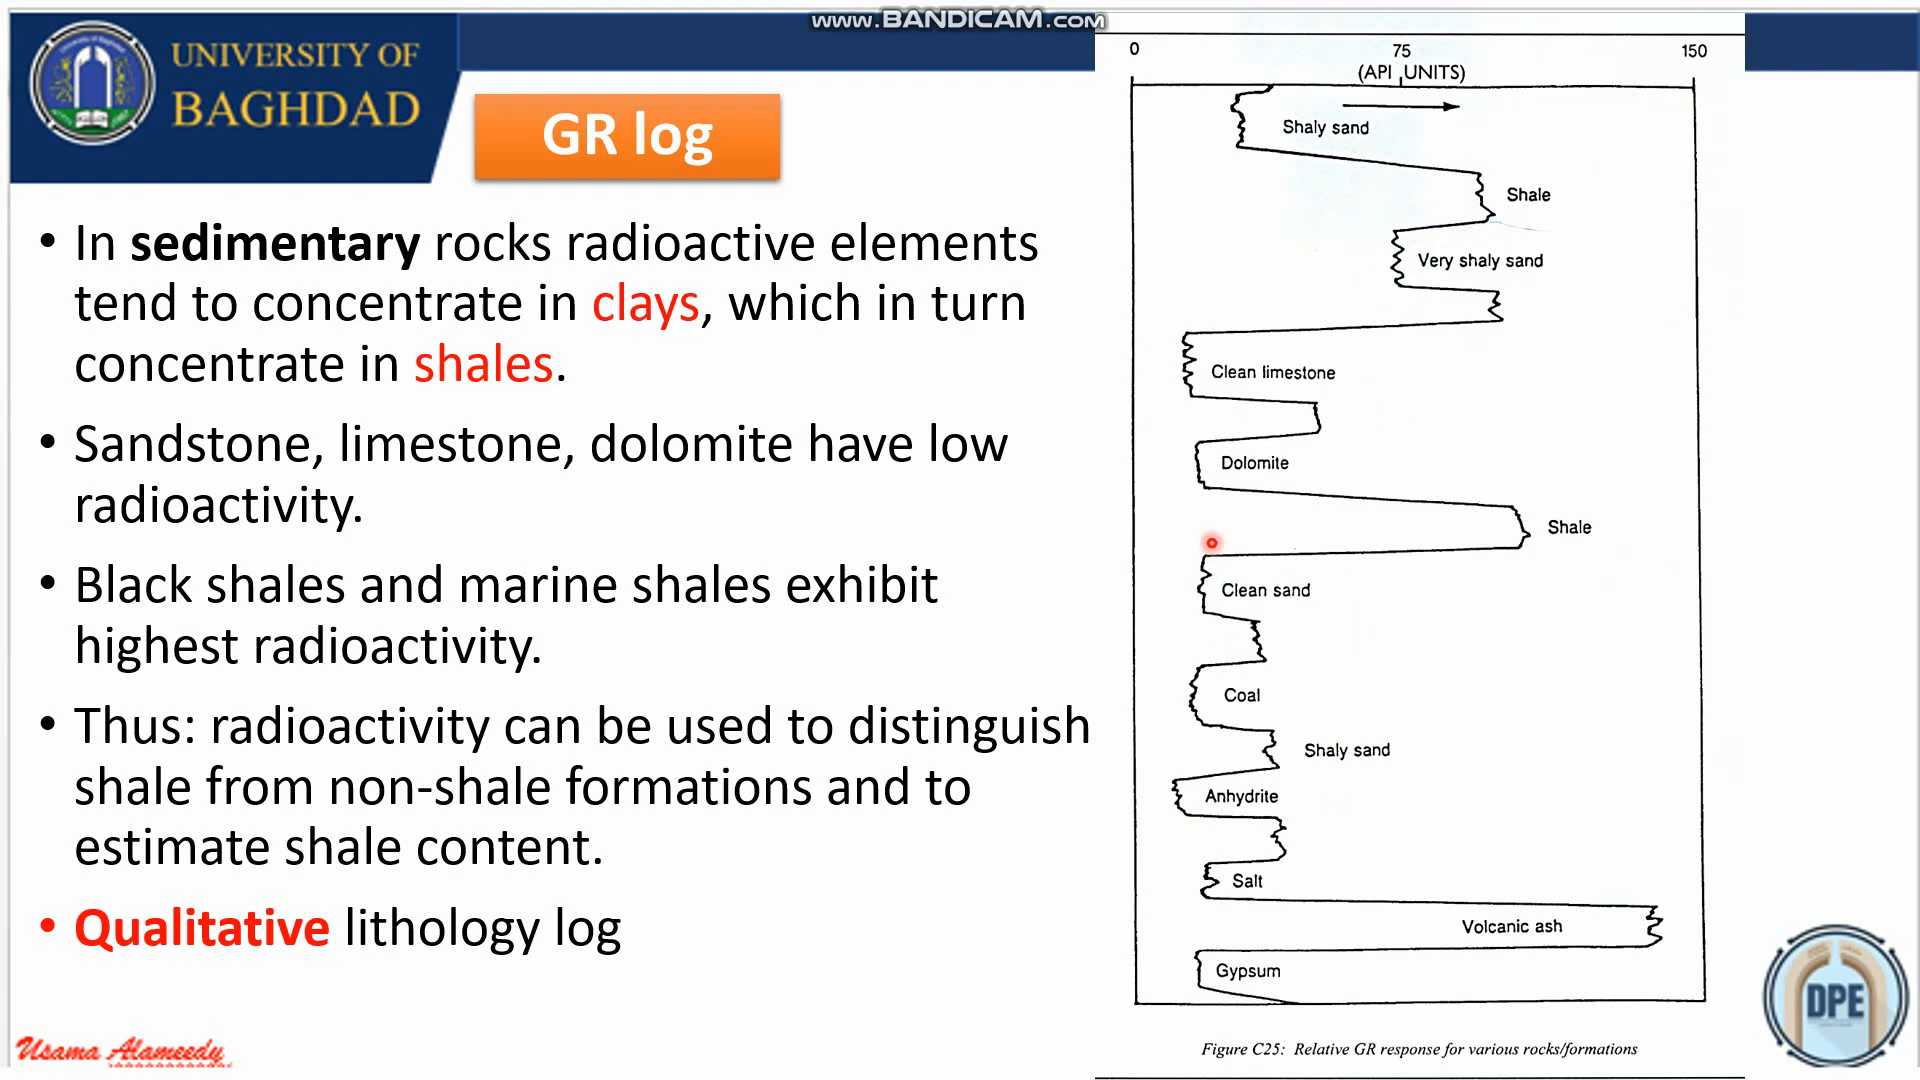 www.BANDICAM.com
UNIVERSITY OF
BAGHDAD
GR log
• In sedimentary rocks radioactive elements
tend to concentrate in clays, which in turn
concentrate in shales.
• Sandstone, limestone, dolomite have low
radioactivity.
• Black shales and marine shales exhibit
highest radioactivity.
• Thus: radioactivity can be used to distinguish
shale from non-shale formations and to
estimate shale content.
• Qualitative lithology log
Usama Alameedy
0 75 150
(API UNITS)
Shaly sand
Shale
Very shaly sand
Clean limestone
Dolomite
Shale
Clean sand
Coal
Shaly sand
Anhydrite
Salt
Volcanic ash
Gypsum
Figure C25: Relative GR response for various rocks/formations
DPE